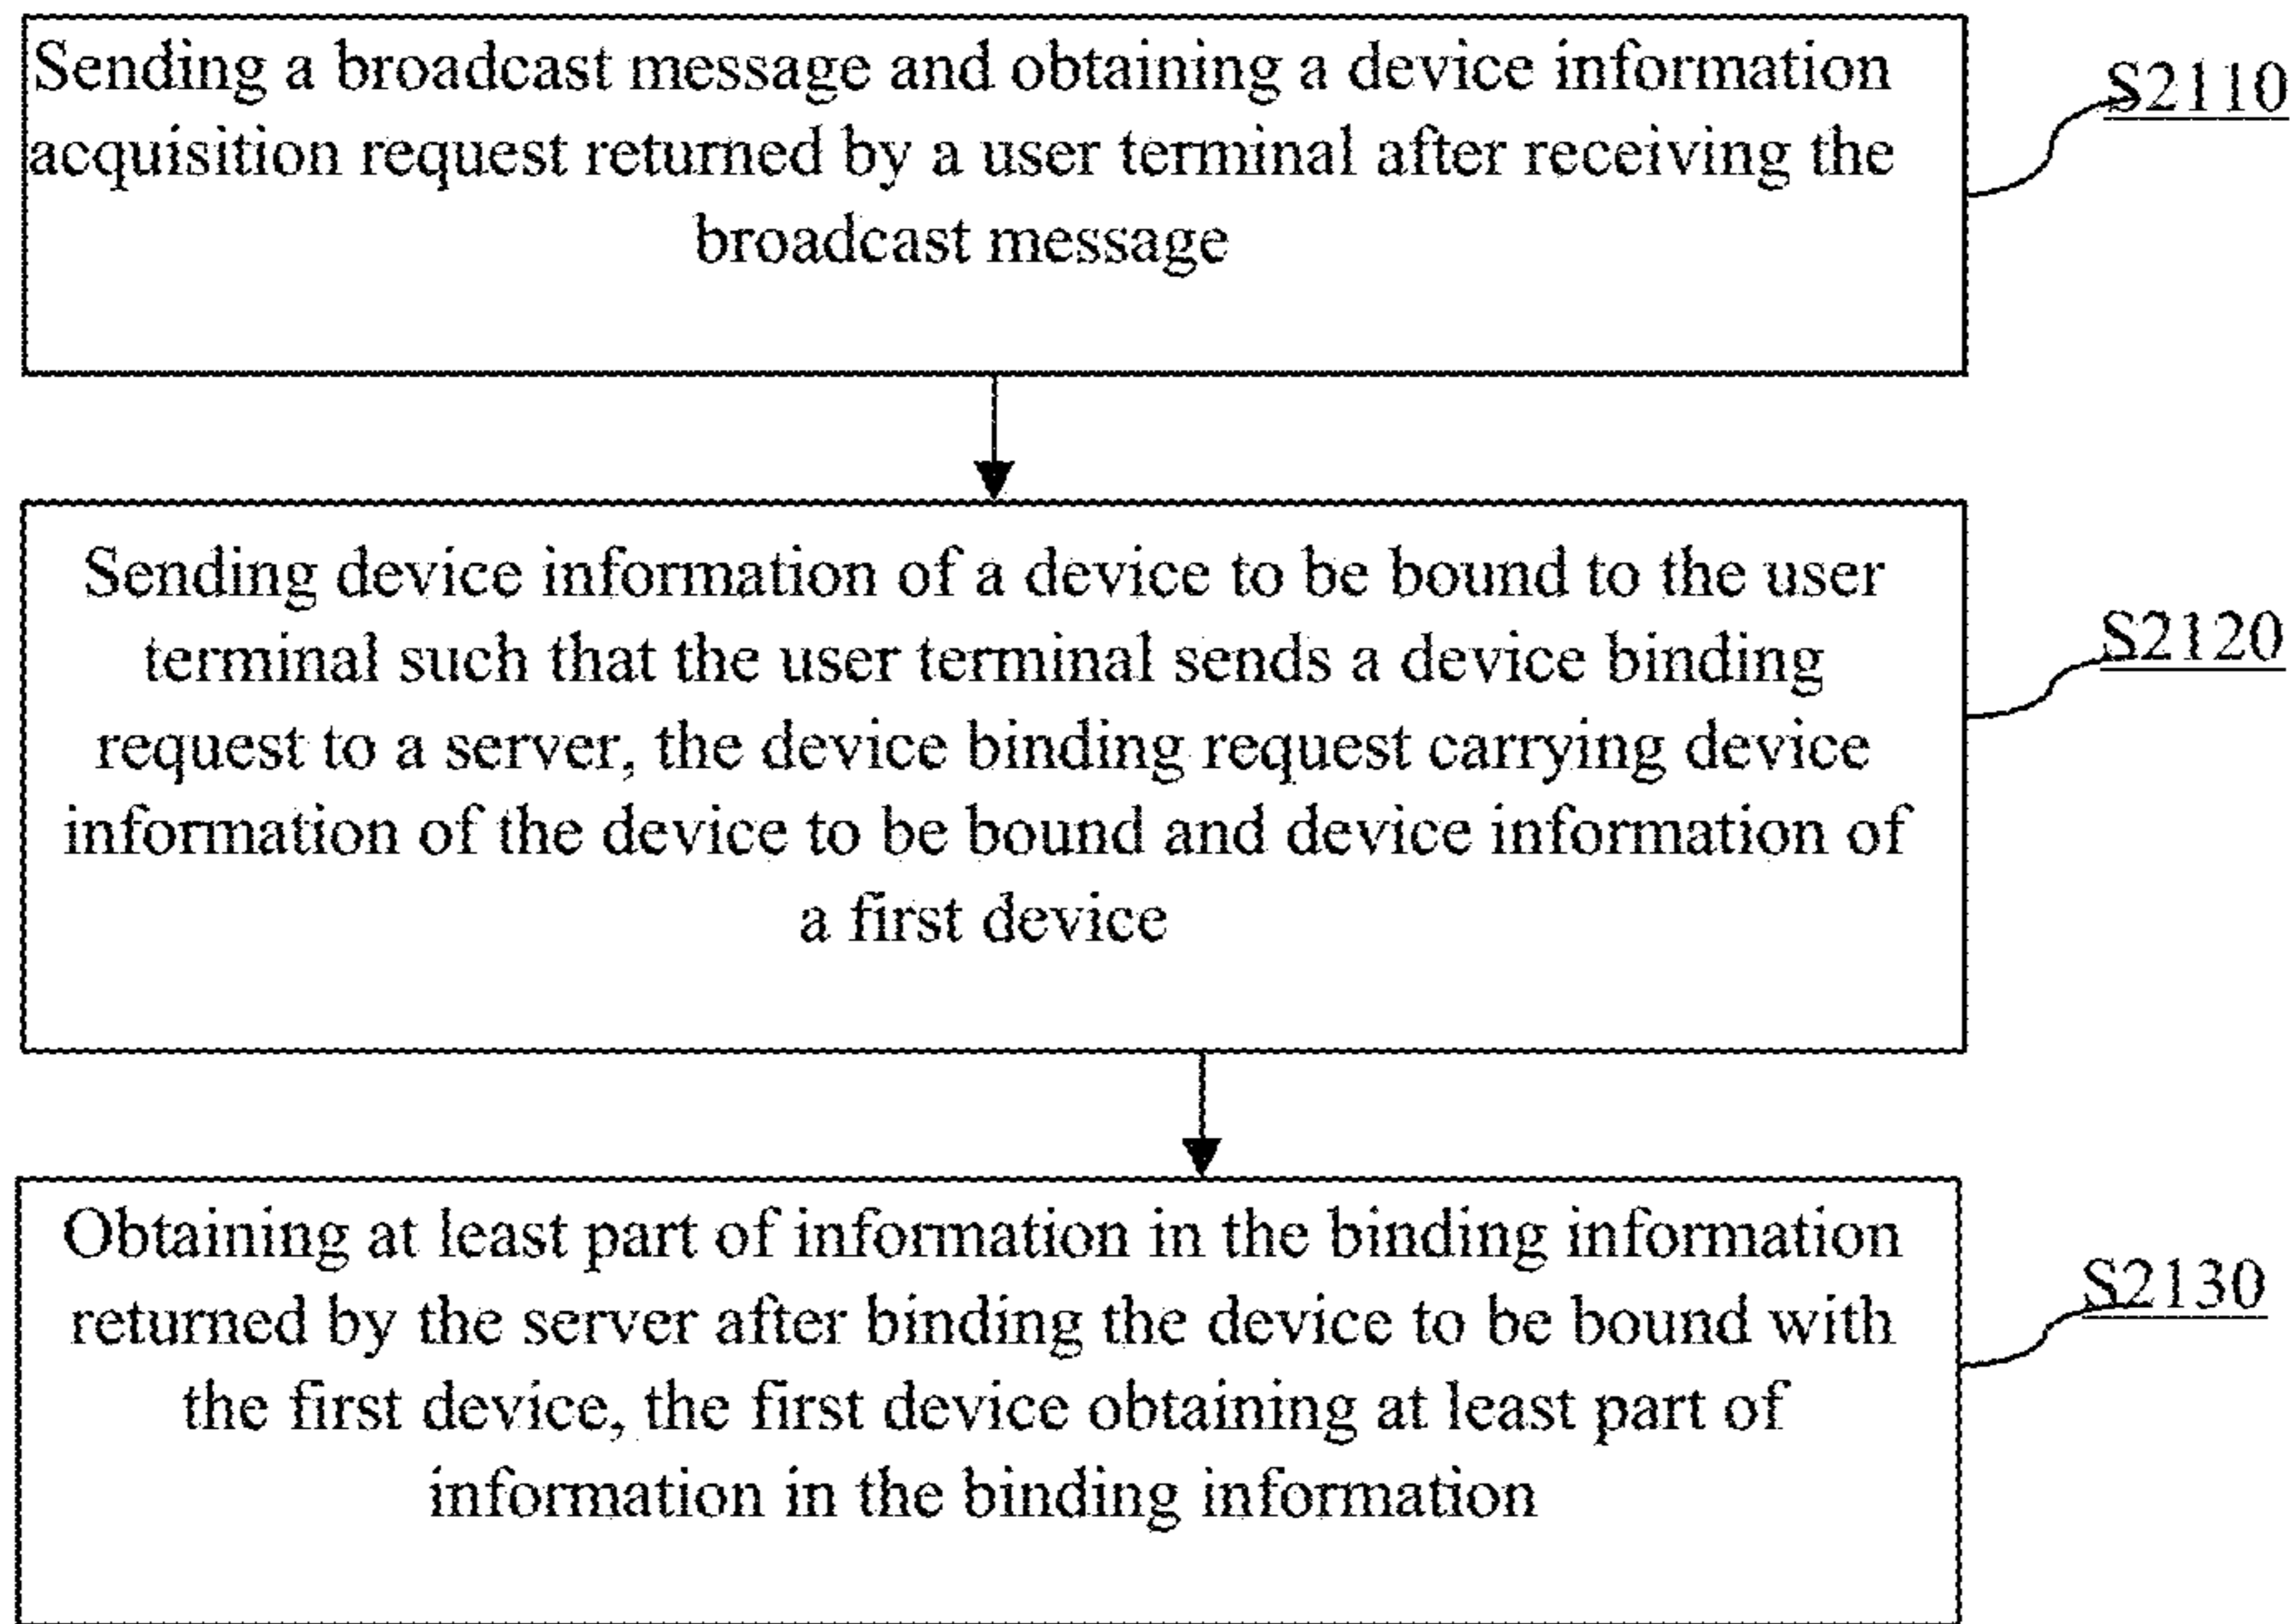 Sending a broadcast message and obtaining a device information
acquisition request returned by a user terminal after receiving the
broadcast message
S2110
Sending device information of a device to be bound to the user
terminal such that the user terminal sends a device binding
request to a server, the device binding request carrying device
information of the device to be bound and device information of
a first device
S2120
Obtaining at least part of information in the binding information
returned by the server after binding the device to be bound with
the first device, the first device obtaining at least part of
information in the binding information
S2130